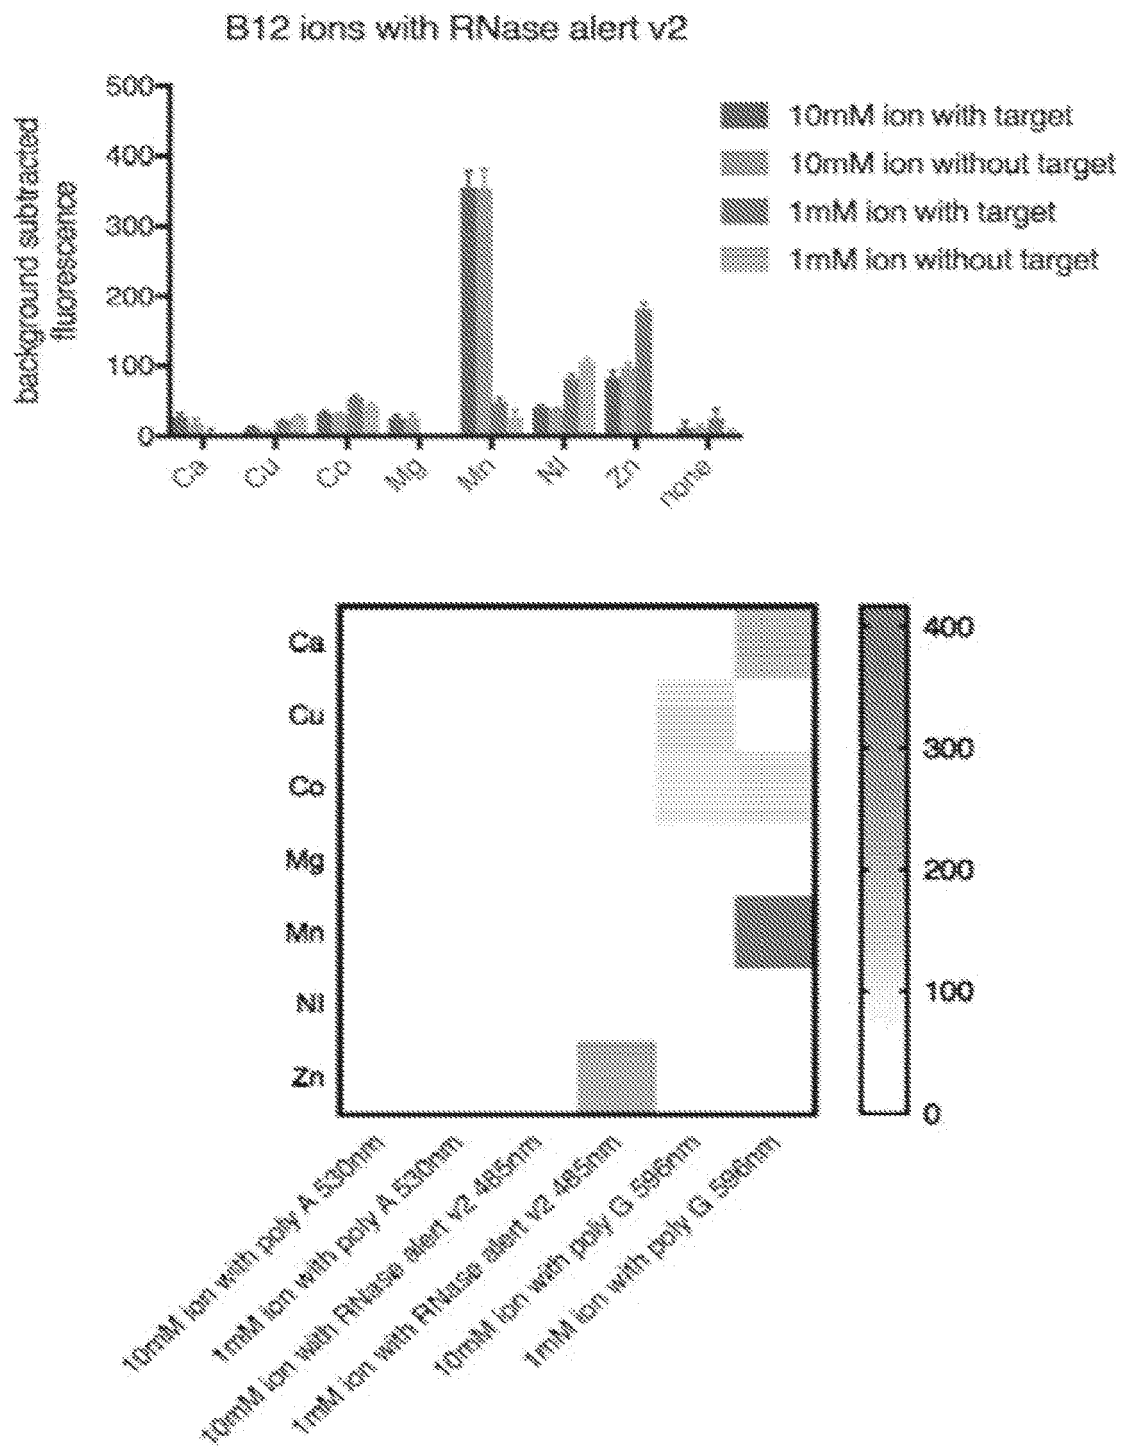 B12 ions with RNase alert v2
background subtracted
fluorescence
500
400
300
200
100
0
Ca
Cu
Co
Mg
Mn
Ni
Zn
none
10mM ion with target
10mM ion without target
1mM ion with target
1mM ion without target
Ca
Cu
Co
Mg
Mn
Ni
Zn
400
300
200
100
0
10mM ion with poly A 530nm
1mM ion with poly A 530nm
10mM ion with RNase alert v2 485nm
1mM ion with RNase alert v2 485nm
10mM ion with poly G 596nm
1mM ion with poly G 596nm